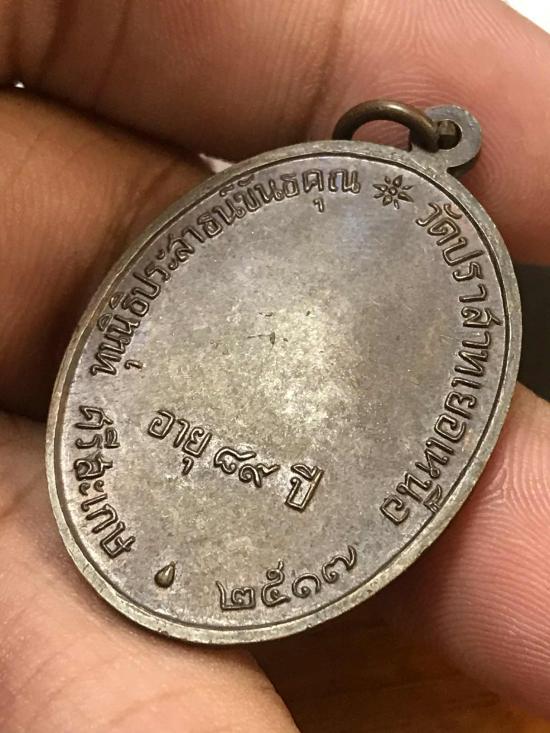 ทุนนิธิประสาธน์ขันธคุณ
วัดปราสาทเยอเหนือ
ศรีสะเกษ
๒๕๑๗
อายุ ๘๙ ปี